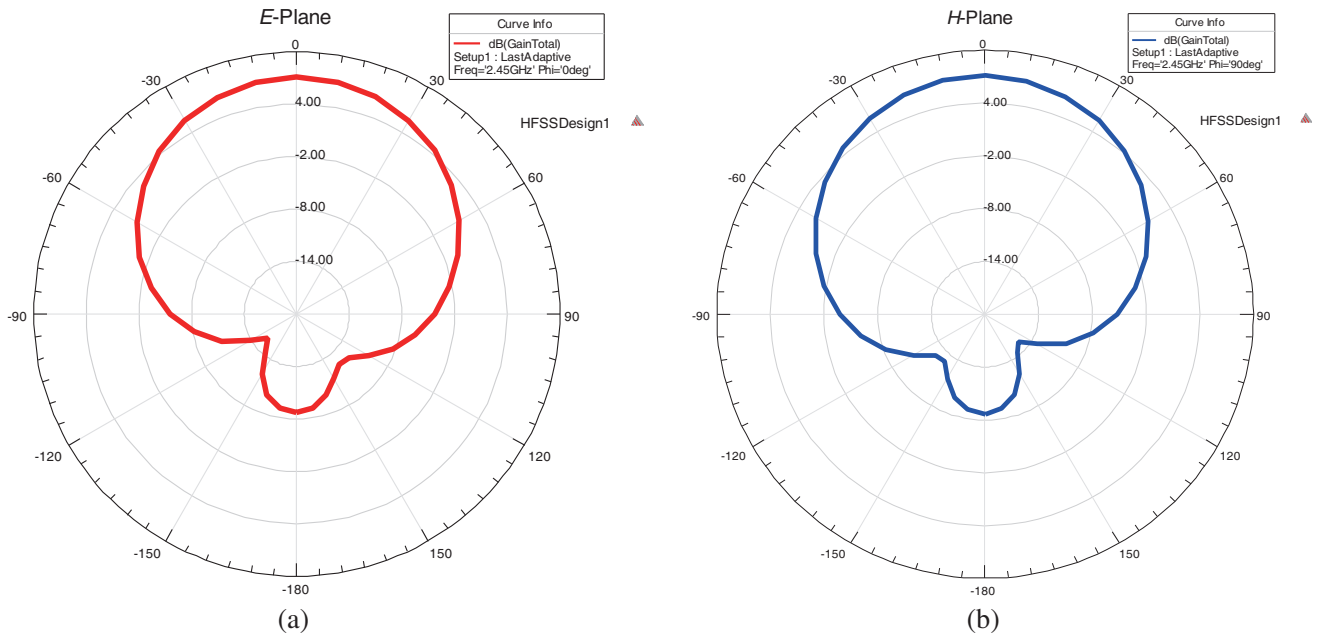 E-Plane
Curve Info
dB(GainTotal)
Setup1 : LastAdaptive
Freq='2.45GHz' Phi='0deg'
HFSSDesign1
0
-30
30
4.00
-2.00
-60
60
-8.00
-14.00
-90
90
-120
120
-150
150
-180
(a)
H-Plane
Curve Info
dB(GainTotal)
Setup1 : LastAdaptive
Freq='2.45GHz' Phi='90deg'
HFSSDesign1
0
-30
30
4.00
-2.00
-60
60
-8.00
-14.00
-90
90
-120
120
-150
150
-180
(b)